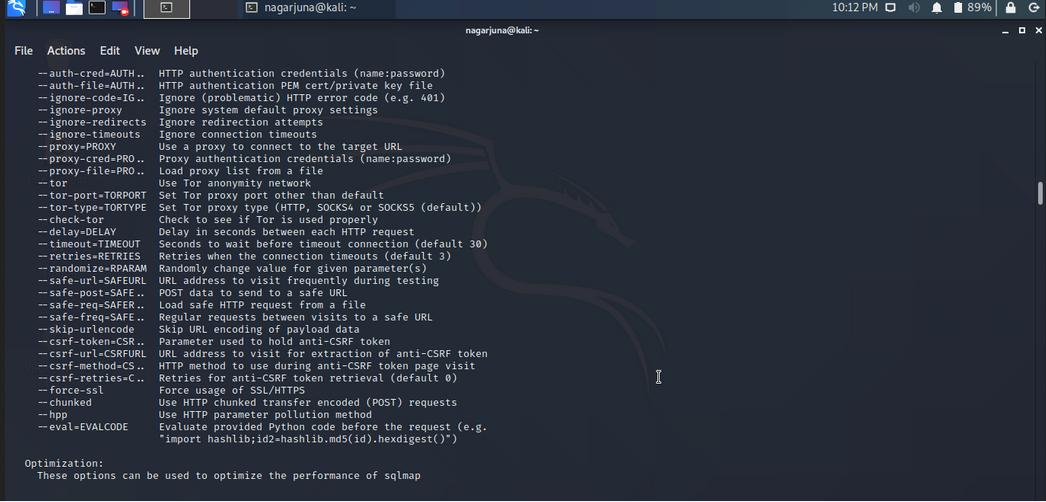 nagarjuna@kali: ~
10:12 PM
89%
nagarjuna@kali: ~
File Actions Edit View Help
--auth-cred=AUTH.. HTTP authentication credentials (name:password)
--auth-file=AUTH.. HTTP authentication PEM cert/private key file
--ignore-code=IG.. Ignore (problematic) HTTP error code (e.g. 401)
--ignore-proxy Ignore system default proxy settings
--ignore-redirects Ignore redirection attempts
--ignore-timeouts Ignore connection timeouts
--proxy=PROXY Use a proxy to connect to the target URL
--proxy-cred=PRO.. Proxy authentication credentials (name:password)
--proxy-file=PRO.. Load proxy list from a file
--tor Use Tor anonymity network
--tor-port=TORPORT Set Tor proxy port other than default
--tor-type=TORTYPE Set Tor proxy type (HTTP, SOCKS4 or SOCKS5 (default))
--check-tor Check to see if Tor is used properly
--delay=DELAY Delay in seconds between each HTTP request
--timeout=TIMEOUT Seconds to wait before timeout connection (default 30)
--retries=RETRIES Retries when the connection timeouts (default 3)
--randomize=RPARAM Randomly change value for given parameter(s)
--safe-url=SAFEURL URL address to visit frequently during testing
--safe-post=SAFE.. POST data to send to a safe URL
--safe-req=SAFER.. Load safe HTTP request from a file
--safe-freq=SAFE.. Regular requests between visits to a safe URL
--skip-urlencode Skip URL encoding of payload data
--csrf-token=CSR.. Parameter used to hold anti-CSRF token
--csrf-url=CSRFURL URL address to visit for extraction of anti-CSRF token
--csrf-method=CS.. HTTP method to use during anti-CSRF token page visit
--csrf-retries=C.. Retries for anti-CSRF token retrieval (default 0)
--force-ssl Force usage of SSL/HTTPS
--chunked Use HTTP chunked transfer encoded (POST) requests
--hpp Use HTTP parameter pollution method
--eval=EVALCODE Evaluate provided Python code before the request (e.g.
"import hashlib;id2=hashlib.md5(id).hexdigest()")
Optimization:
These options can be used to optimize the performance of sqlmap